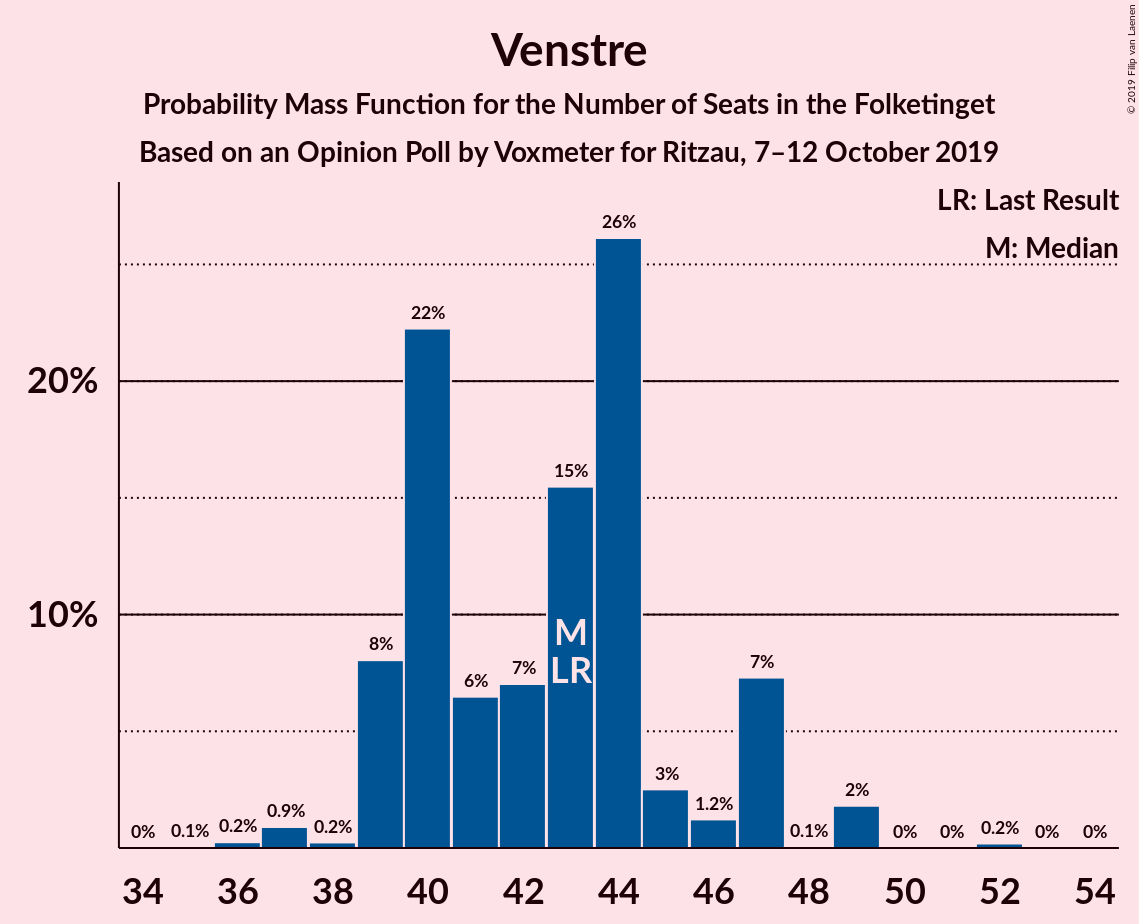 © 2019 Filip van Laenen
Venstre
Probability Mass Function for the Number of Seats in the Folketinget
Based on an Opinion Poll by Voxmeter for Ritzau, 7–12 October 2019
LR: Last Result
M: Median
20%
10%
0%
0.1%
0.2%
0.9%
0.2%
8%
22%
6%
7%
15%
26%
3%
1.2%
7%
0.1%
2%
0%
0%
0.2%
0%
0%
M
LR
34 36 38 40 42 44 46 48 50 52 54